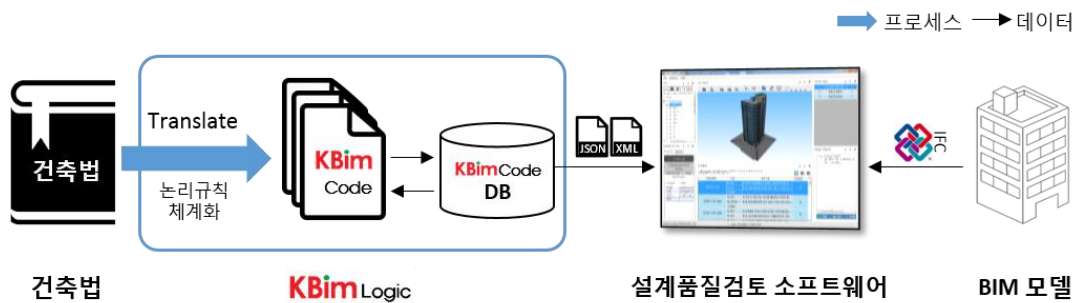 프로세스
데이터
건축법
Translate
논리규칙
체계화
KBim
Code
KBimCode
DB
JSON
XML
IFC
건축법
KBim Logic
설계품질검토 소프트웨어
BIM 모델